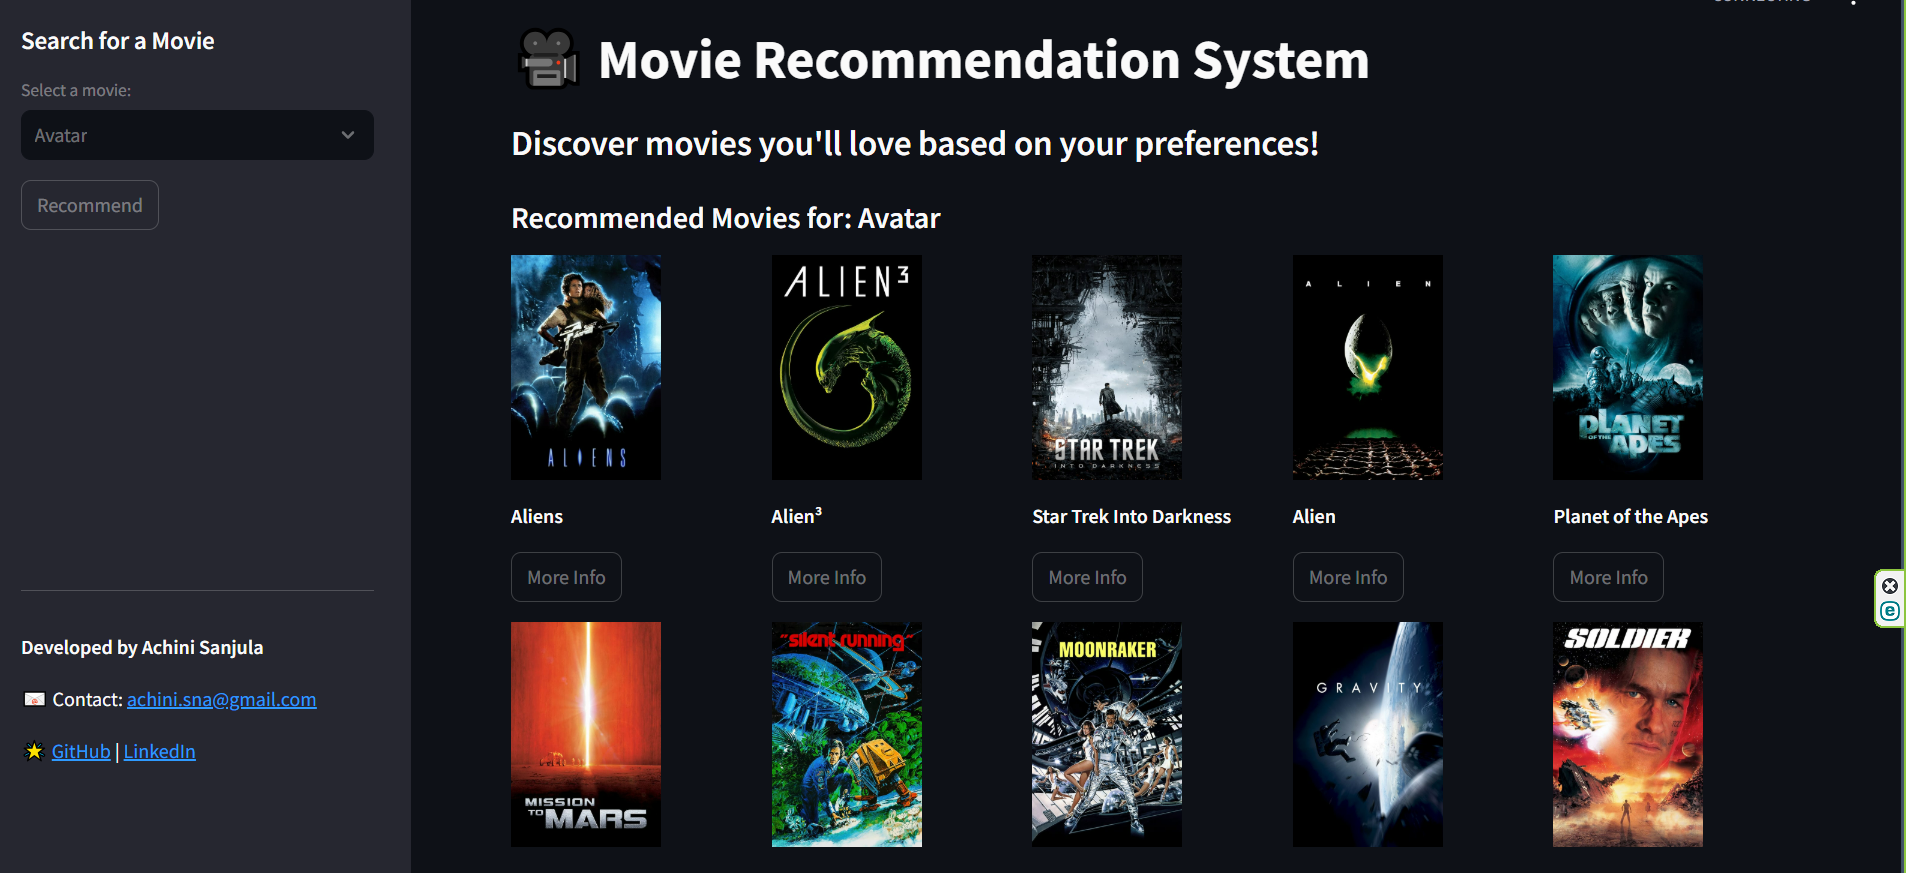 Search for a Movie
Select a movie:
Avatar
Recommend
Developed by Achini Sanjula
Contact: achini.sna@gmail.com
GitHub | LinkedIn
Movie Recommendation System
Discover movies you'll love based on your preferences!
Recommended Movies for: Avatar
ALIENS
ALIEN³
STAR TREK
INTO DARKNESS
ALIEN
PLANET
OF THE APES
Aliens
Alien³
Star Trek Into Darkness
Alien
Planet of the Apes
More Info
More Info
More Info
More Info
More Info
MISSION
TO MARS
"silent running"
MOONRAKER
GRAVITY
SOLDIER